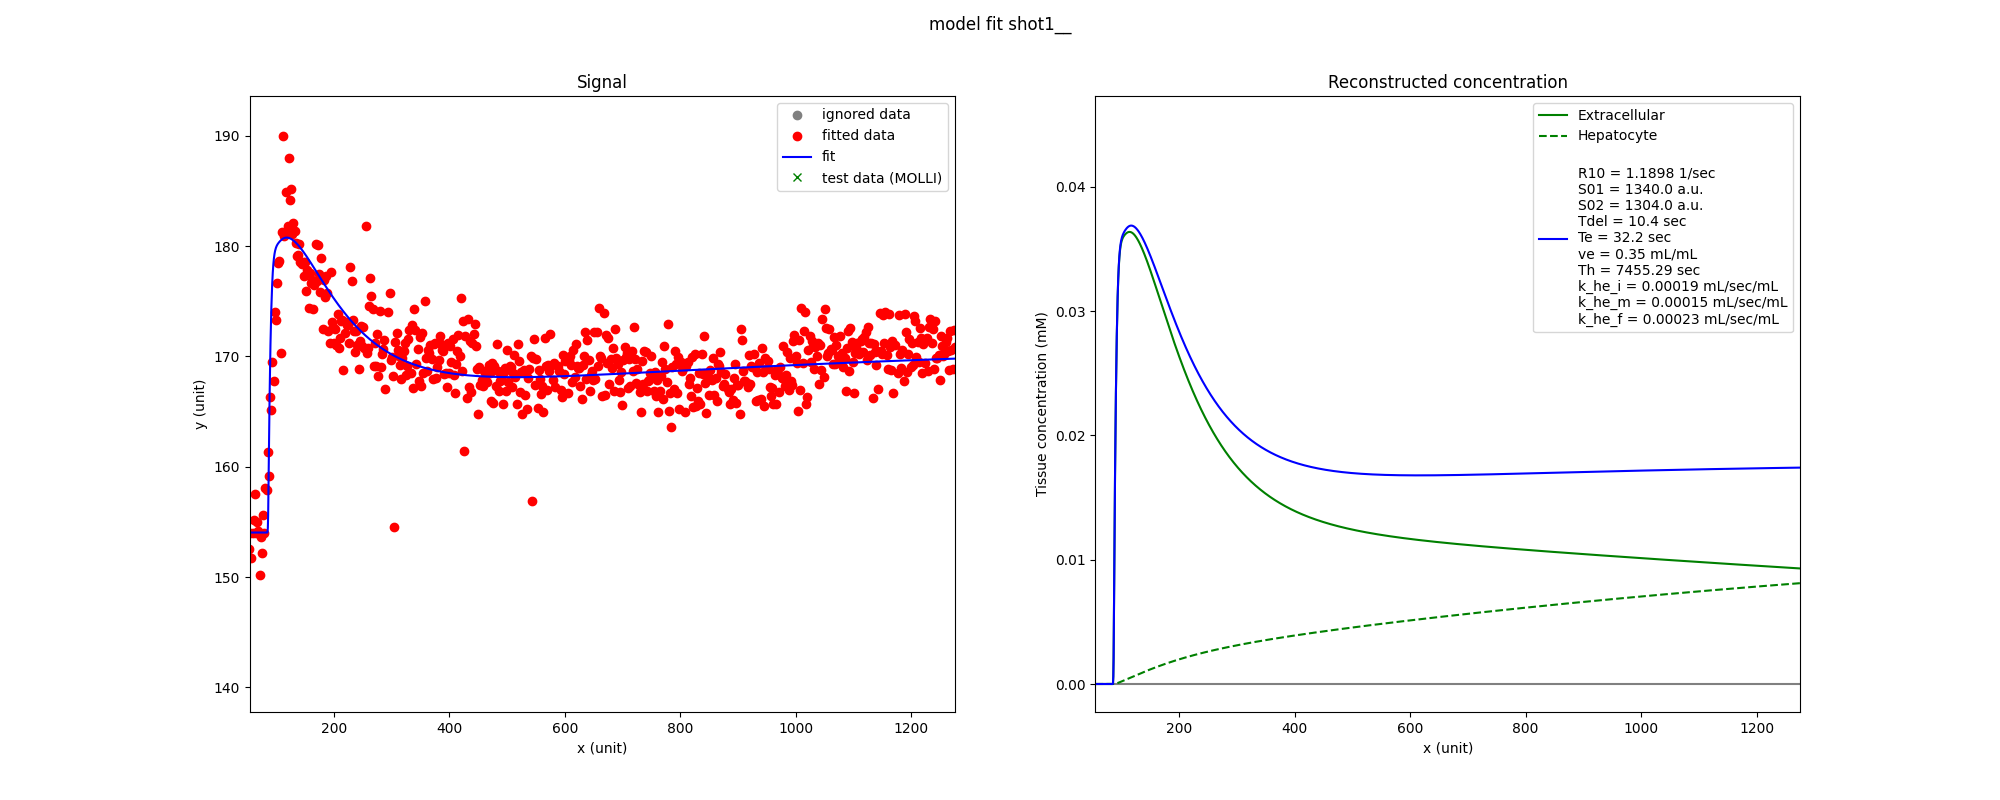 model fit shot1__
Signal
190
180
170
160
150
140
y (unit)
200
400
600
800
1000
1200
x (unit)
ignored data
fitted data
fit
test data (MOLLI)
Reconstructed concentration
0.04
0.03
0.02
0.01
0.00
Tissue concentration (mM)
200
400
600
800
1000
1200
x (unit)
Extracellular
Hepatocyte
R10 = 1.1898 1/sec
S01 = 1340.0 a.u.
S02 = 1304.0 a.u.
Tdel = 10.4 sec
Te = 32.2 sec
ve = 0.35 mL/mL
Th = 7455.29 sec
k_he_i = 0.00019 mL/sec/mL
k_he_m = 0.00015 mL/sec/mL
k_he_f = 0.00023 mL/sec/mL